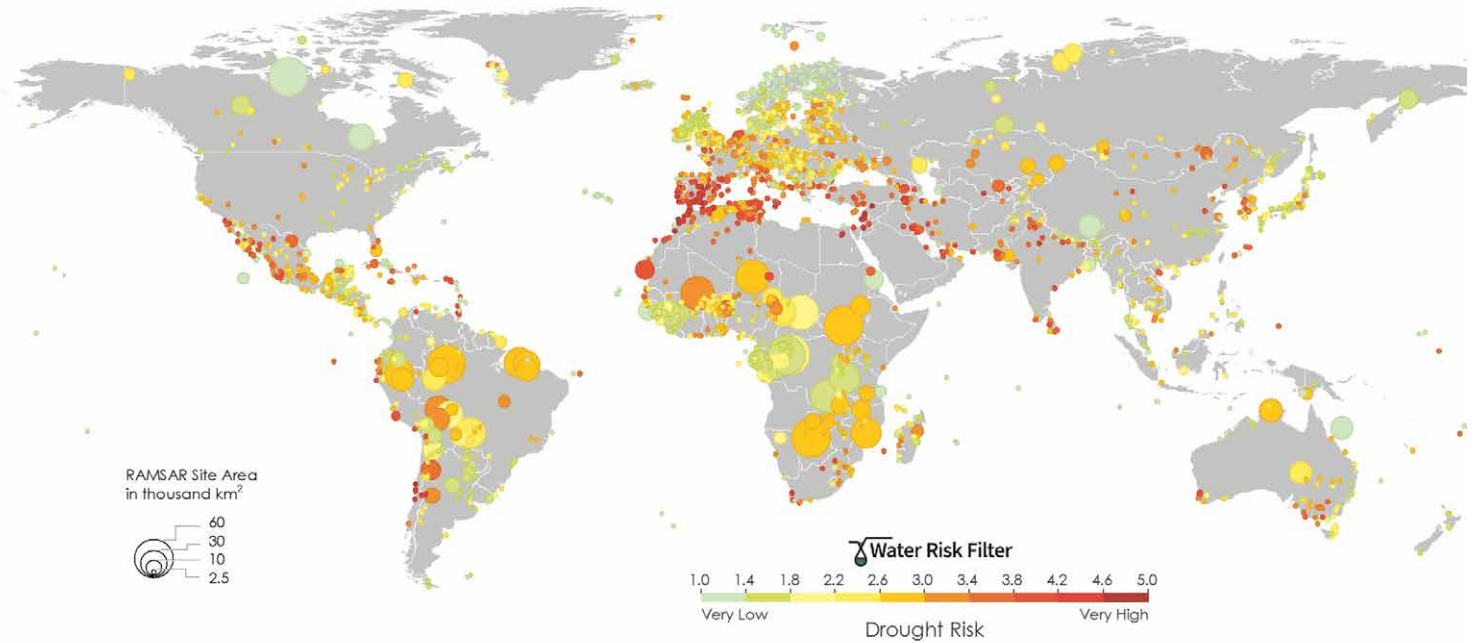 RAMSAR Site Area
in thousand km²
60
30
10
2.5
Water Risk Filter
1.0 1.4 1.8 2.2 2.6 3.0 3.4 3.8 4.2 4.6 5.0
Very Low Very High
Drought Risk